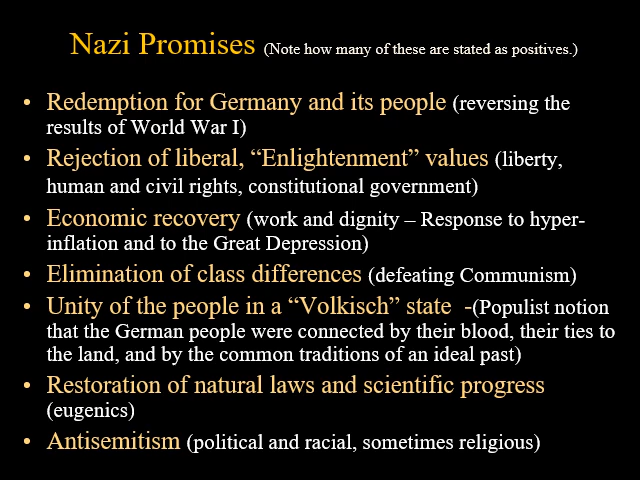 Nazi Promises (Note how many of these are stated as positives.)
• Redemption for Germany and its people (reversing the
results of World War I)
• Rejection of liberal, “Enlightenment” values (liberty,
human and civil rights, constitutional government)
• Economic recovery (work and dignity – Response to hyper-
inflation and to the Great Depression)
• Elimination of class differences (defeating Communism)
• Unity of the people in a “Volkisch” state -(Populist notion
that the German people were connected by their blood, their ties to
the land, and by the common traditions of an ideal past)
• Restoration of natural laws and scientific progress
(eugenics)
• Antisemitism (political and racial, sometimes religious)